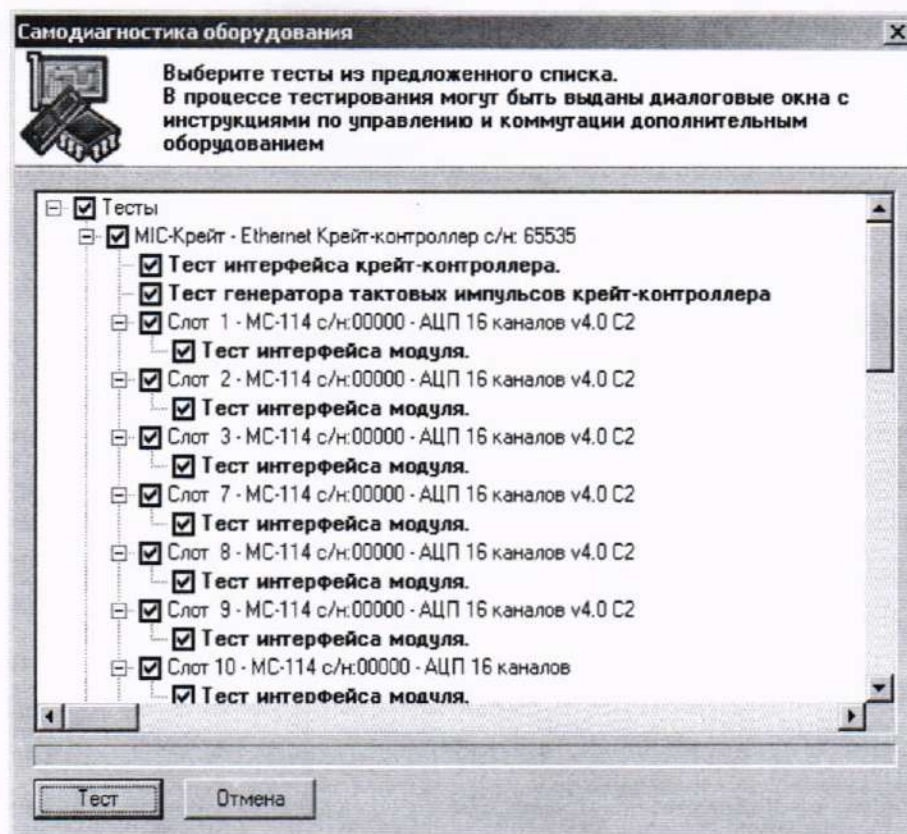 Самодиагностика оборудования
Выберите тесты из предложенного списка.
В процессе тестирования могут быть выданы диалоговые окна с
инструкциями по управлению и коммутации дополнительным
оборудованием
Тесты
MIC-Крейт - Ethernet Крейт-контроллер с/н: 65535
Тест интерфейса крейт-контроллера.
Тест генератора тактовых импульсов крейт-контроллера
Слот 1 - МС-114 с/н:00000 - АЦП 16 каналов v4.0 C2
Тест интерфейса модуля.
Слот 2 - МС-114 с/н:00000 - АЦП 16 каналов v4.0 C2
Тест интерфейса модуля.
Слот 3 - МС-114 с/н:00000 - АЦП 16 каналов v4.0 C2
Тест интерфейса модуля.
Слот 7 - МС-114 с/н:00000 - АЦП 16 каналов v4.0 C2
Тест интерфейса модуля.
Слот 8 - МС-114 с/н:00000 - АЦП 16 каналов v4.0 C2
Тест интерфейса модуля.
Слот 9 - МС-114 с/н:00000 - АЦП 16 каналов v4.0 C2
Тест интерфейса модуля.
Слот 10 - МС-114 с/н:00000 - АЦП 16 каналов
Тест интерфейса модуля.
Тест
Отмена